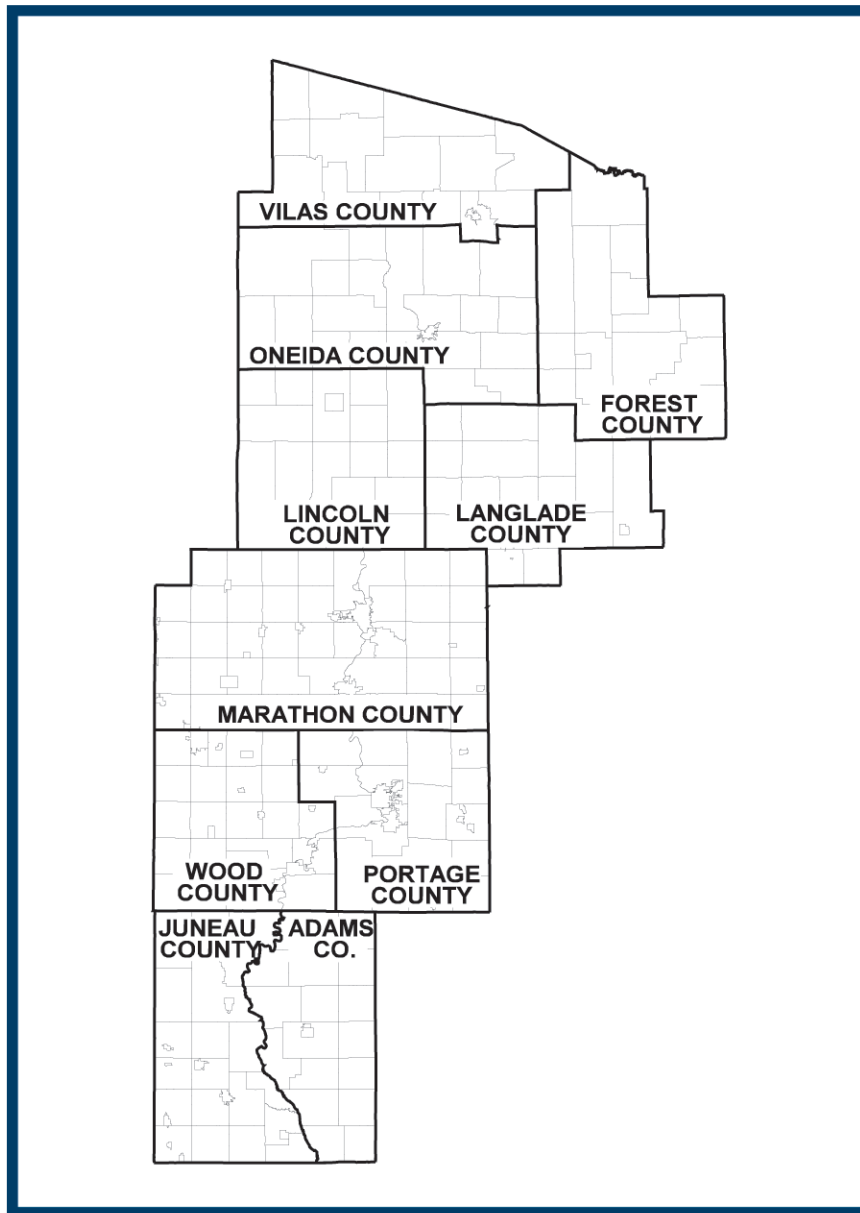 VILAS COUNTY
ONEIDA COUNTY
FOREST
COUNTY
LINCOLN
COUNTY
LANGLADE
COUNTY
MARATHON COUNTY
WOOD
COUNTY
PORTAGE
COUNTY
JUNEAU
COUNTY
ADAMS
CO.